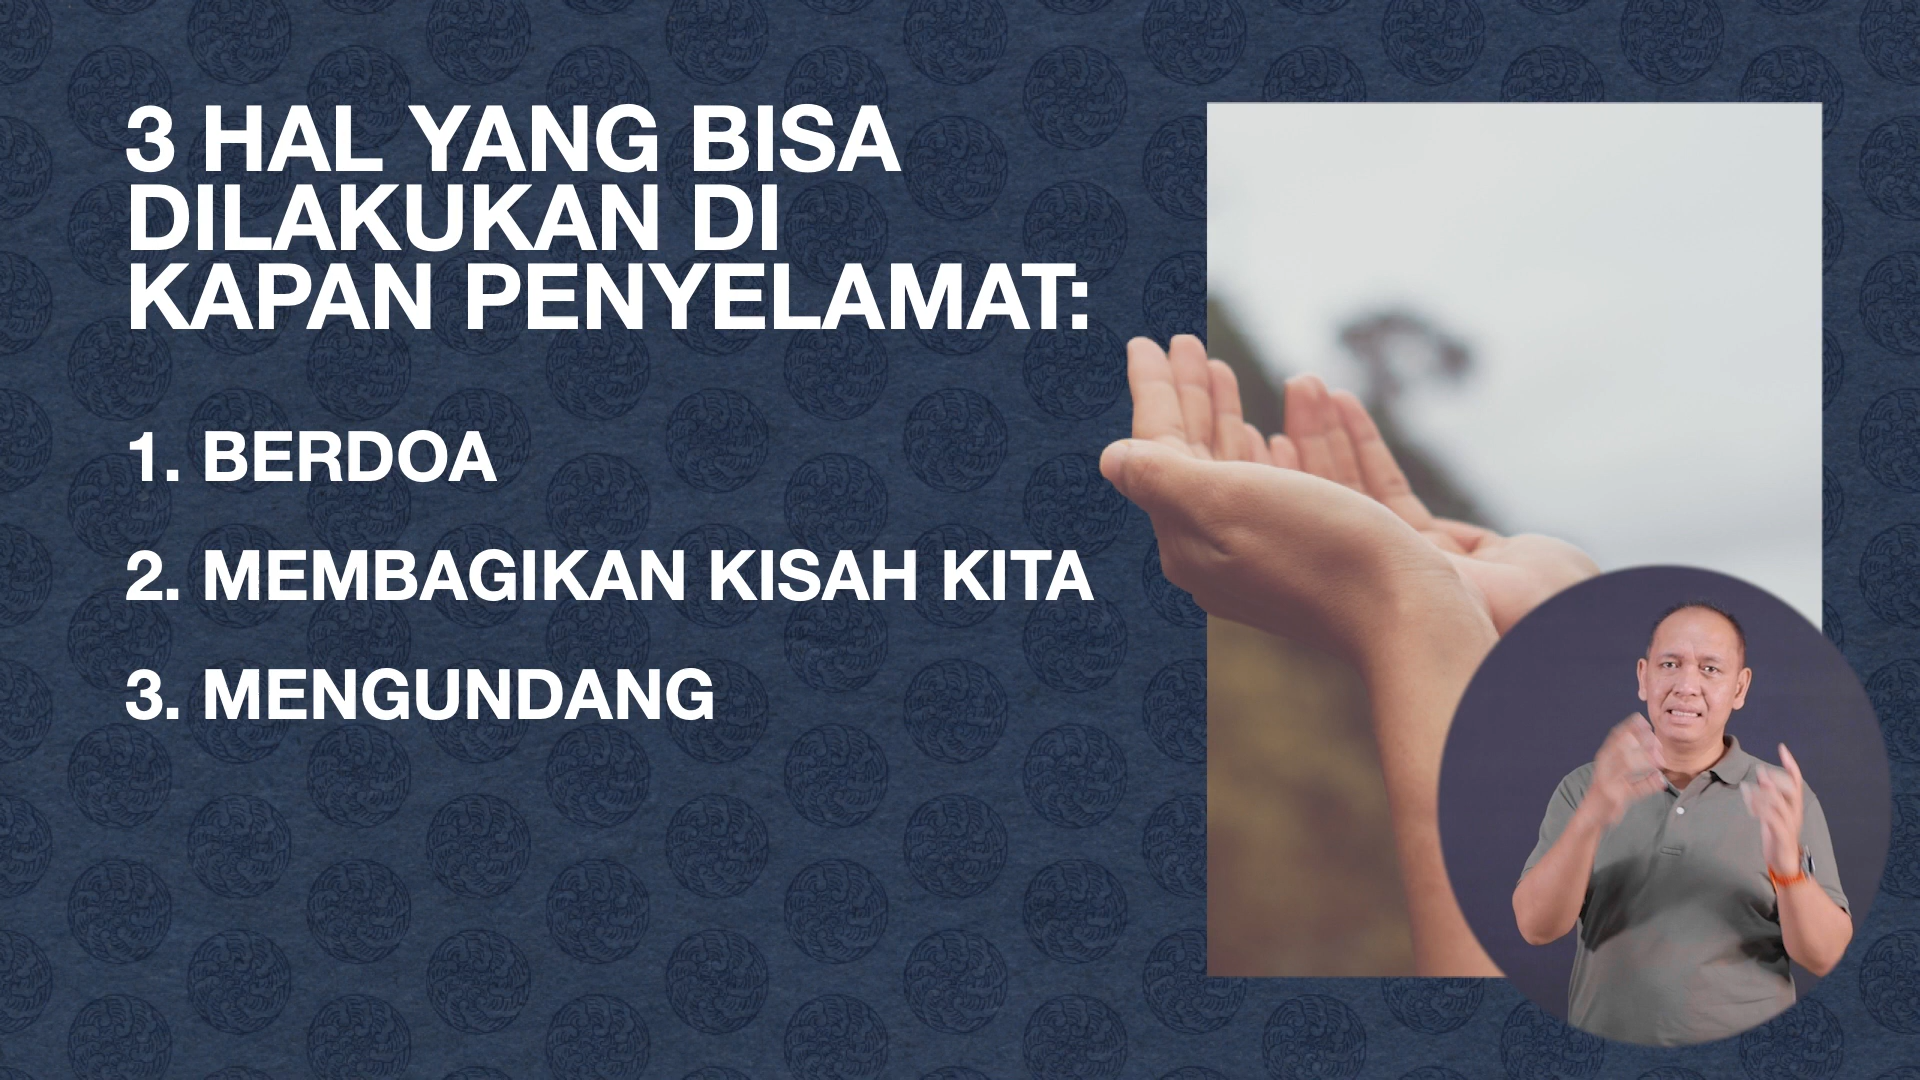 3 HAL YANG BISA
DILAKUKAN DI
KAPAN PENYELAMAT:
1. BERDOA
2. MEMBAGIKAN KISAH KITA
3. MENGUNDANG